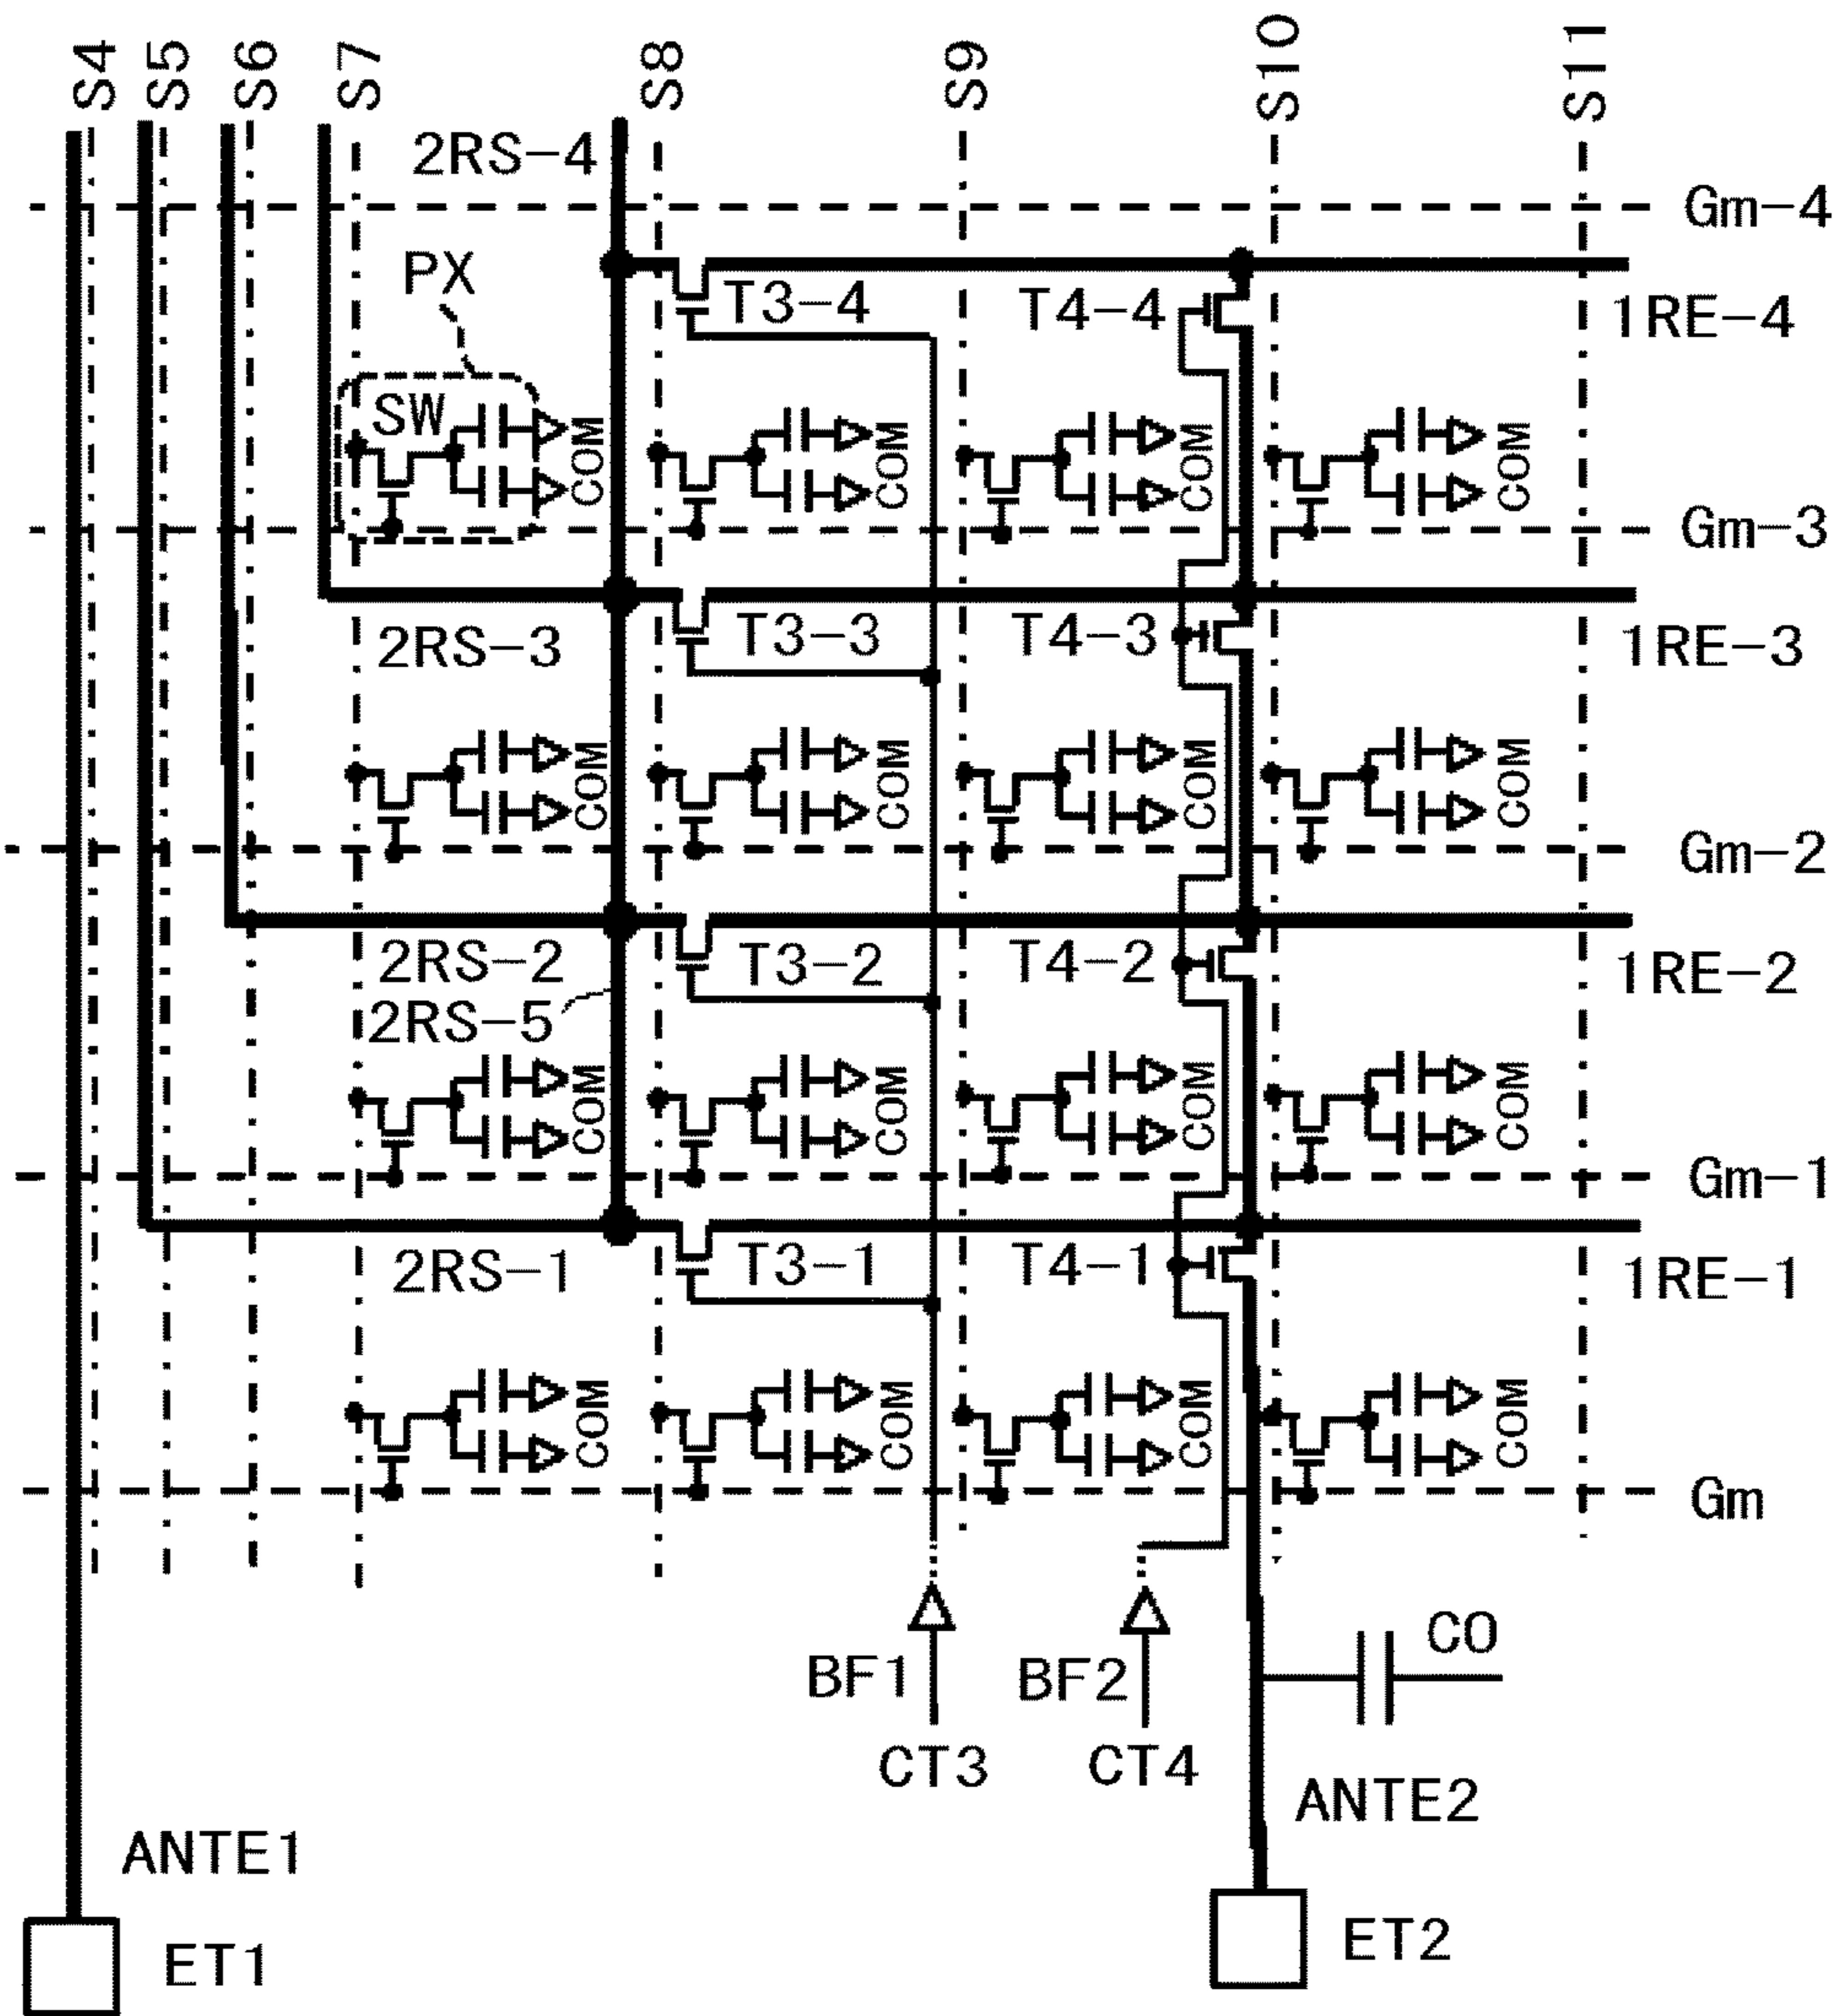 S4 S5 S6 S7 S8 S9 S10 S11
2RS-4
Gm-4
PX
T3-4 T4-4 1RE-4
SW
COM COM COM COM
Gm-3
2RS-3 T3-3 T4-3 1RE-3
COM COM COM COM
Gm-2
2RS-2 T3-2 T4-2 1RE-2
2RS-5
COM COM COM COM
Gm-1
2RS-1 T3-1 T4-1 1RE-1
COM COM COM COM
Gm
CO
BF1 BF2
CT3 CT4
ANTE2
ANTE1
ET2
ET1